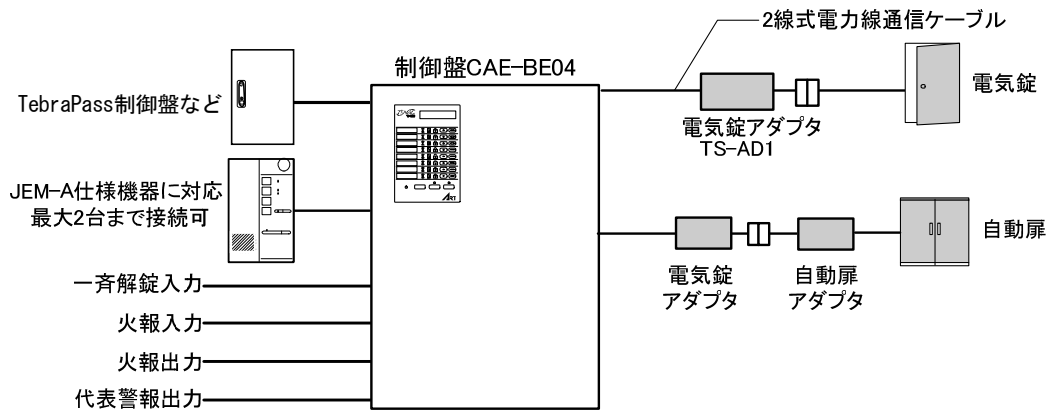 2線式電力線通信ケーブル
制御盤CAE-BE04
TebraPass制御盤など
電気錠アダプタ
TS-AD1
電気錠
JEM-A仕様機器に対応
最大2台まで接続可
自動扉
電気錠
アダプタ
自動扉
アダプタ
一斉解錠入力
火報入力
火報出力
代表警報出力
ART